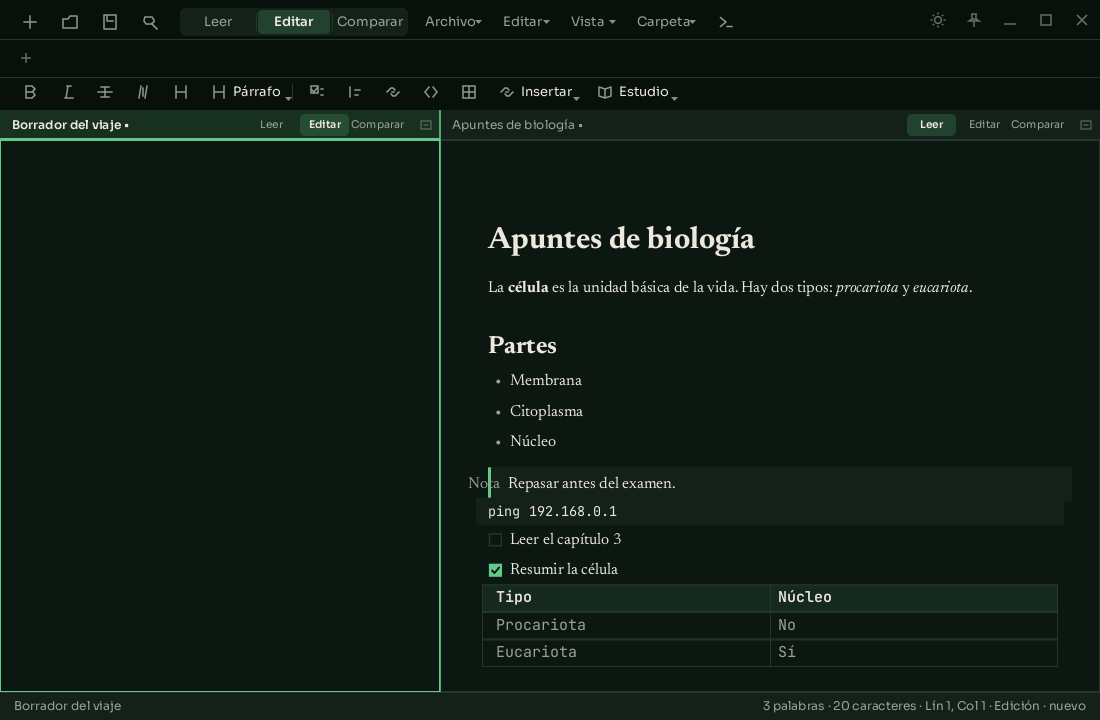 Leer Editar Comparar Archivo Editar Vista Carpeta
Párrafo Insertar Estudio
Borrador del viaje • Leer Editar Comparar
Apuntes de biología • Leer Editar Comparar
Apuntes de biología
La célula es la unidad básica de la vida. Hay dos tipos: procariota y eucariota.
Partes
• Membrana
• Citoplasma
• Núcleo
Nota Repasar antes del examen.
ping 192.168.0.1
Leer el capítulo 3
Resumir la célula
Tipo Núcleo
Procariota No
Eucariota Sí
Borrador del viaje 3 palabras · 20 caracteres · Lín 1, Col 1 · Edición · nuevo